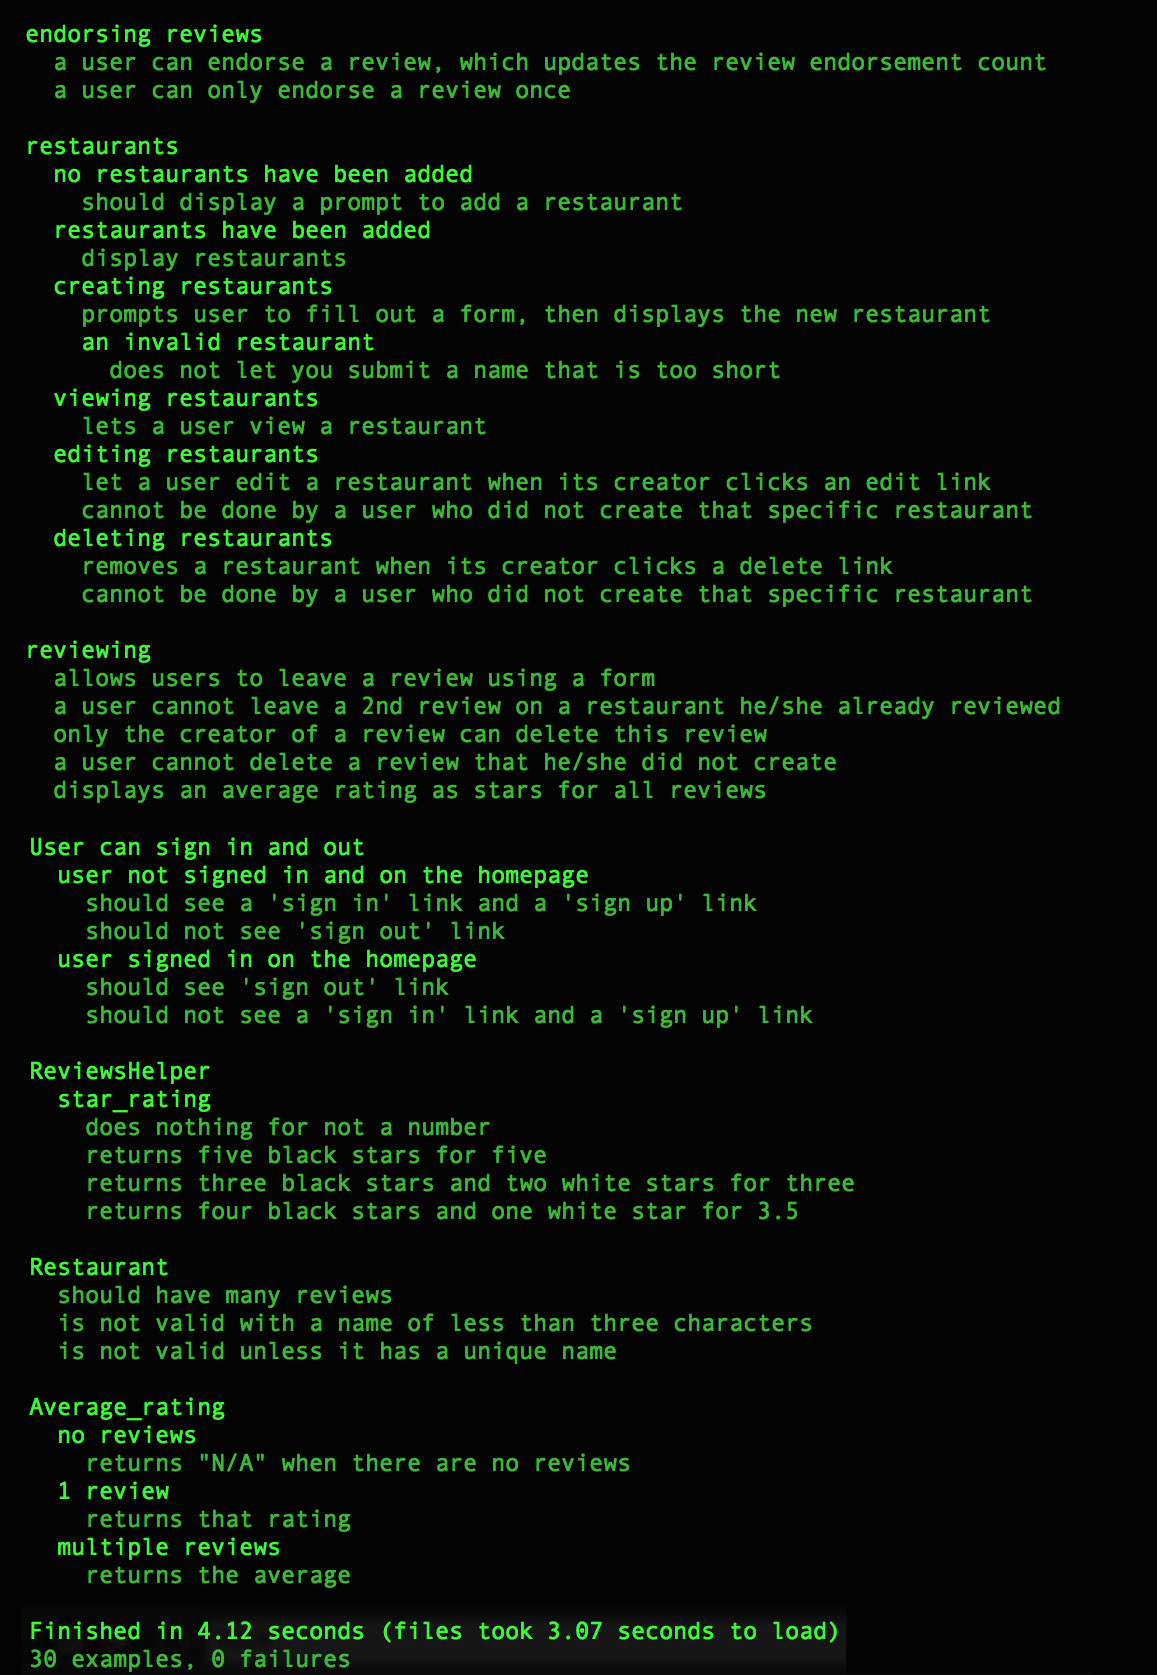 endorsing reviews
a user can endorse a review, which updates the review endorsement count
a user can only endorse a review once
restaurants
no restaurants have been added
should display a prompt to add a restaurant
restaurants have been added
display restaurants
creating restaurants
prompts user to fill out a form, then displays the new restaurant
an invalid restaurant
does not let you submit a name that is too short
viewing restaurants
lets a user view a restaurant
editing restaurants
let a user edit a restaurant when its creator clicks an edit link
cannot be done by a user who did not create that specific restaurant
deleting restaurants
removes a restaurant when its creator clicks a delete link
cannot be done by a user who did not create that specific restaurant
reviewing
allows users to leave a review using a form
a user cannot leave a 2nd review on a restaurant he/she already reviewed
only the creator of a review can delete this review
a user cannot delete a review that he/she did not create
displays an average rating as stars for all reviews
User can sign in and out
user not signed in and on the homepage
should see a 'sign in' link and a 'sign up' link
should not see 'sign out' link
user signed in on the homepage
should see 'sign out' link
should not see a 'sign in' link and a 'sign up' link
ReviewsHelper
star_rating
does nothing for not a number
returns five black stars for five
returns three black stars and two white stars for three
returns four black stars and one white star for 3.5
Restaurant
should have many reviews
is not valid with a name of less than three characters
is not valid unless it has a unique name
Average_rating
no reviews
returns "N/A" when there are no reviews
1 review
returns that rating
multiple reviews
returns the average
Finished in 4.12 seconds (files took 3.07 seconds to load)
30 examples, 0 failures